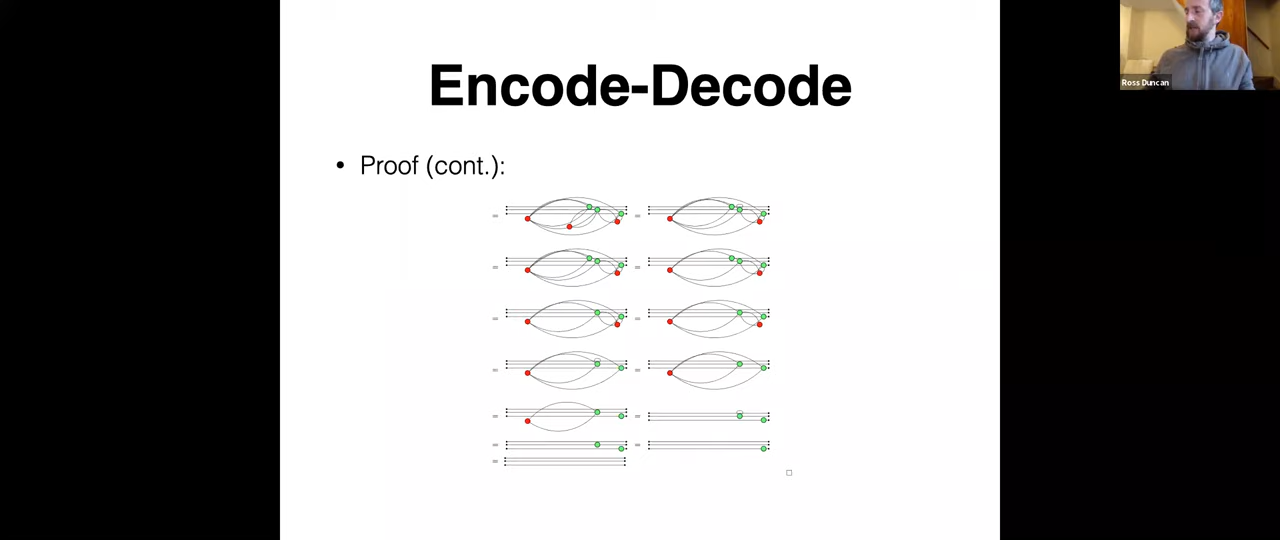 Encode-Decode
• Proof (cont.):
= =
= =
= =
= =
= =
= =
=
Ross Duncan